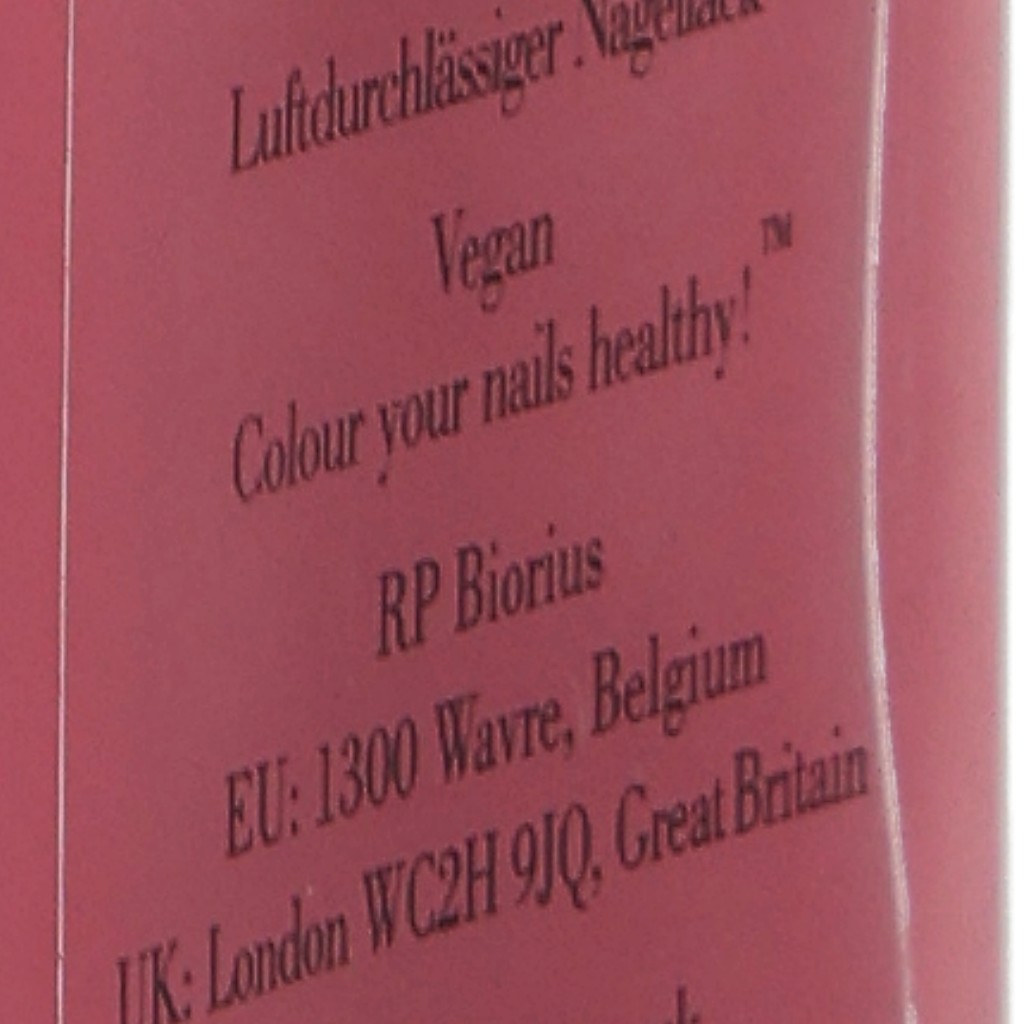 Luftdurchlässiger Nagellack
Vegan
Colour your nails healthy!™
RP Biorius
EU: 1300 Wavre, Belgium
UK: London WC2H 9JQ, Great Britain